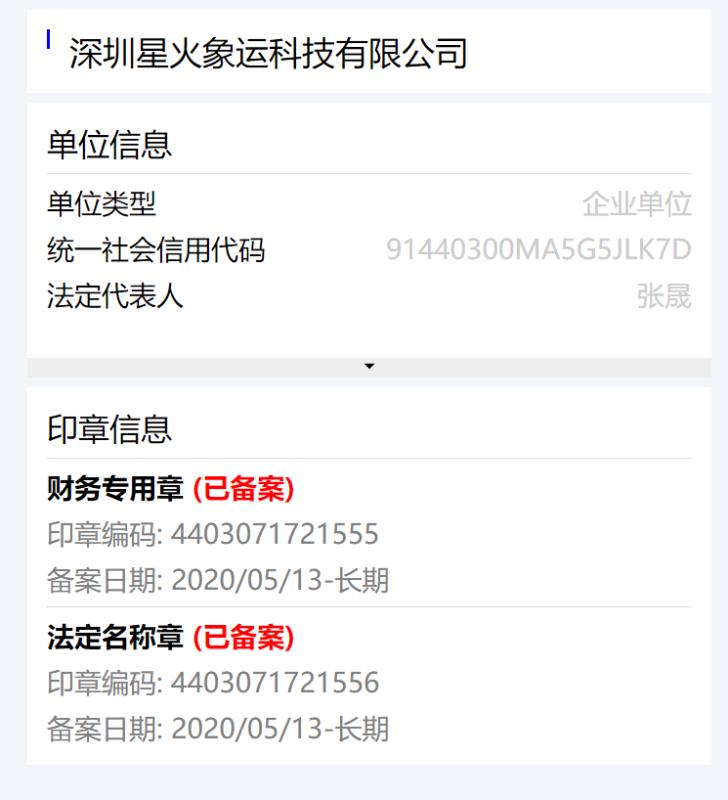 深圳星火象运科技有限公司
单位信息
单位类型 企业单位
统一社会信用代码 91440300MA5G5JLK7D
法定代表人 张晟
印章信息
财务专用章 (已备案)
印章编码: 4403071721555
备案日期: 2020/05/13-长期
法定名称章 (已备案)
印章编码: 4403071721556
备案日期: 2020/05/13-长期